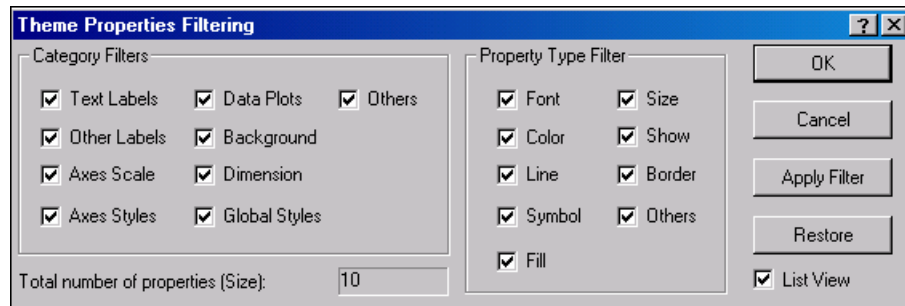 Theme Properties Filtering
Category Filters
Text Labels Data Plots Others
Other Labels Background
Axes Scale Dimension
Axes Styles Global Styles
Total number of properties (Size): 10
Property Type Filter
Font Size
Color Show
Line Border
Symbol Others
Fill
OK
Cancel
Apply Filter
Restore
List View